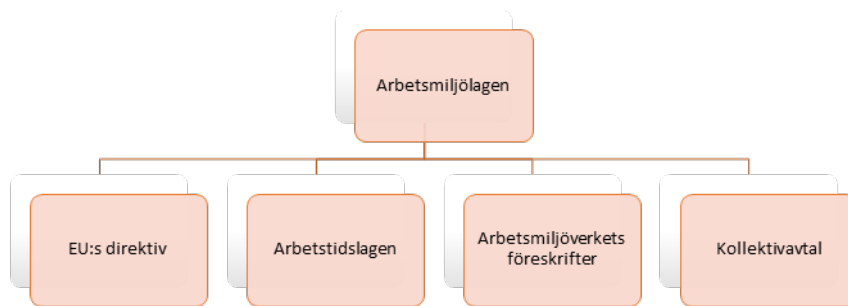 Arbetsmiljölagen
EU:s direktiv
Arbetstidslagen
Arbetsmiljöverkets
föreskrifter
Kollektivavtal